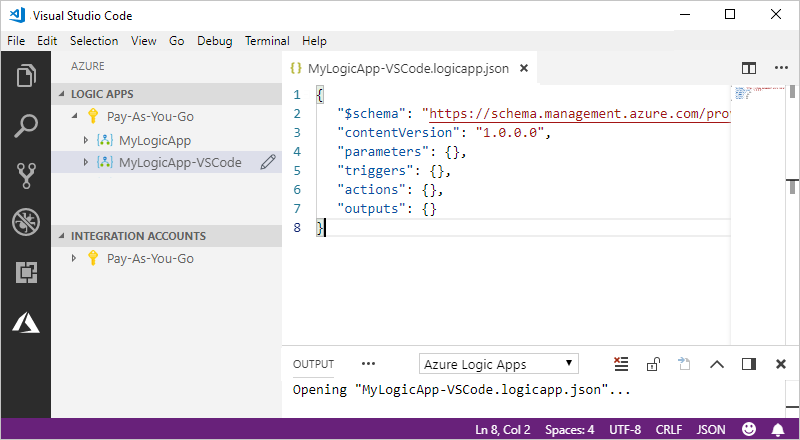 Visual Studio Code
File Edit Selection View Go Debug Terminal Help
AZURE
LOGIC APPS
Pay-As-You-Go
MyLogicApp
MyLogicApp-VSCode
INTEGRATION ACCOUNTS
Pay-As-You-Go
{} MyLogicApp-VSCode.logicapp.json
1 {
2 "$schema": "https://schema.management.azure.com/prov
3 "contentVersion": "1.0.0.0",
4 "parameters": {},
5 "triggers": {},
6 "actions": {},
7 "outputs": {}
8 }
OUTPUT ••• Azure Logic Apps
Opening "MyLogicApp-VSCode.logicapp.json"...
Ln 8, Col 2 Spaces: 4 UTF-8 CRLF JSON